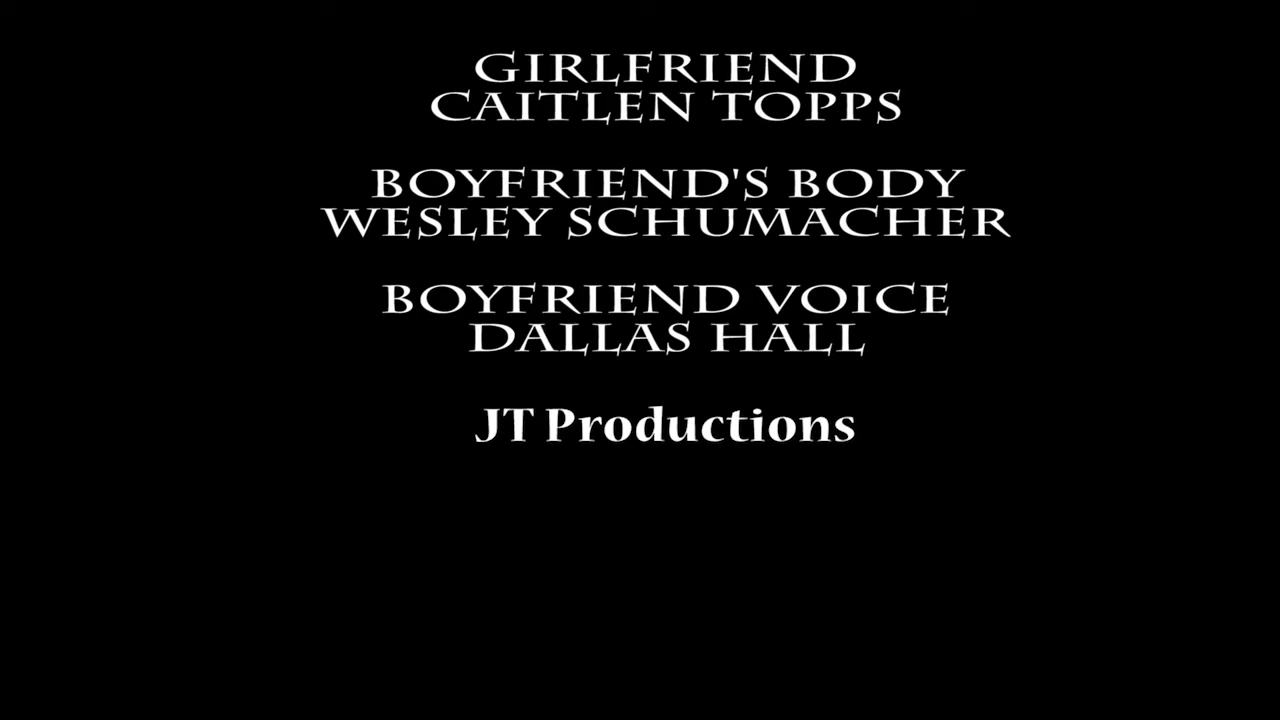 GIRLFRIEND
CAITLEN TOPPS
BOYFRIEND'S BODY
WESLEY SCHUMACHER
BOYFRIEND VOICE
DALLAS HALL
JT Productions